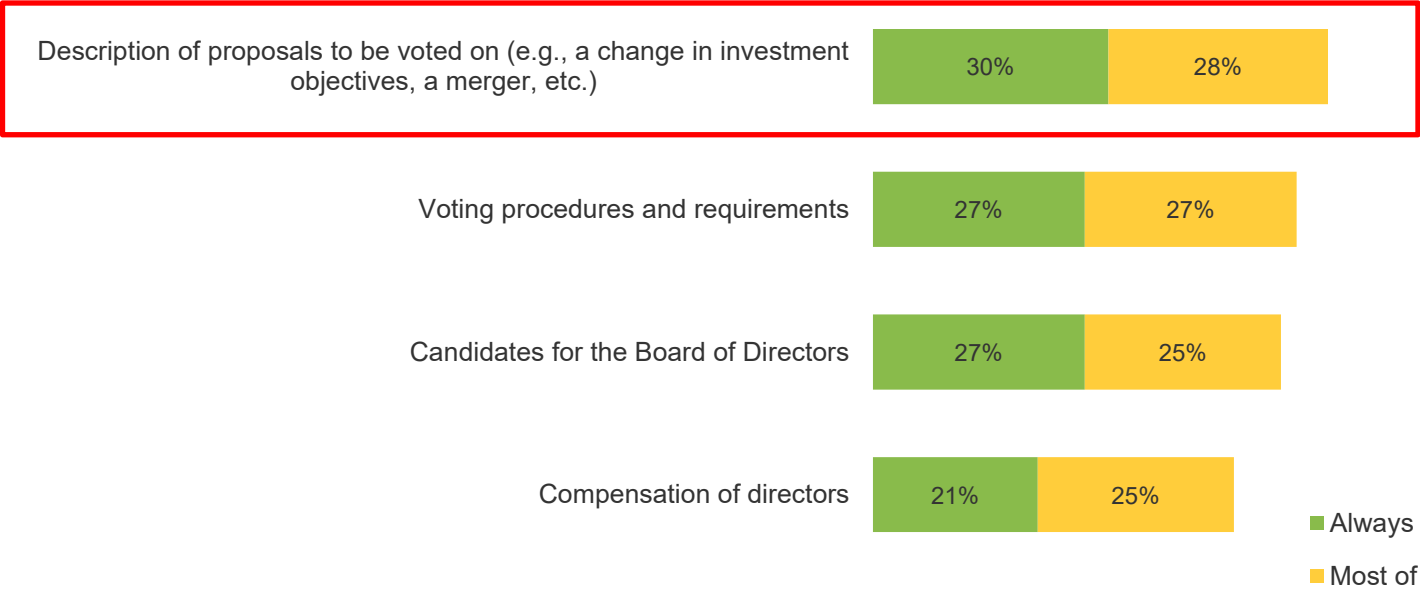 Description of proposals to be voted on (e.g., a change in investment
objectives, a merger, etc.)
30%
28%
Voting procedures and requirements
27%
27%
Candidates for the Board of Directors
27%
25%
Compensation of directors
21%
25%
Always
Most of